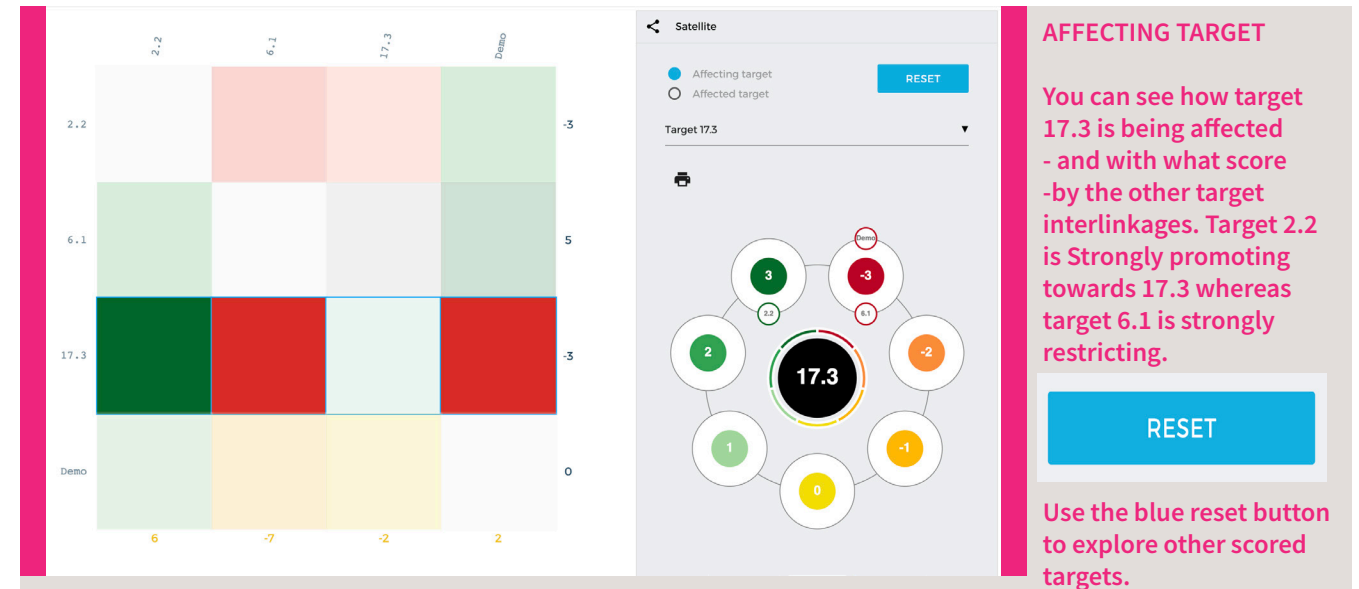 2.2 6.1 17.3 Demo
2.2 -3
6.1 5
17.3 -3
Demo 0
6 -7 -2 2
Satellite
Affecting target
RESET
Affected target
Target 17.3
Demo
3 -3
2.2 6.1
2 -2
17.3
1 -1
0
AFFECTING TARGET
You can see how target
17.3 is being affected
- and with what score
-by the other target
interlinkages. Target 2.2
is Strongly promoting
towards 17.3 whereas
target 6.1 is strongly
restricting.
RESET
Use the blue reset button
to explore other scored
targets.